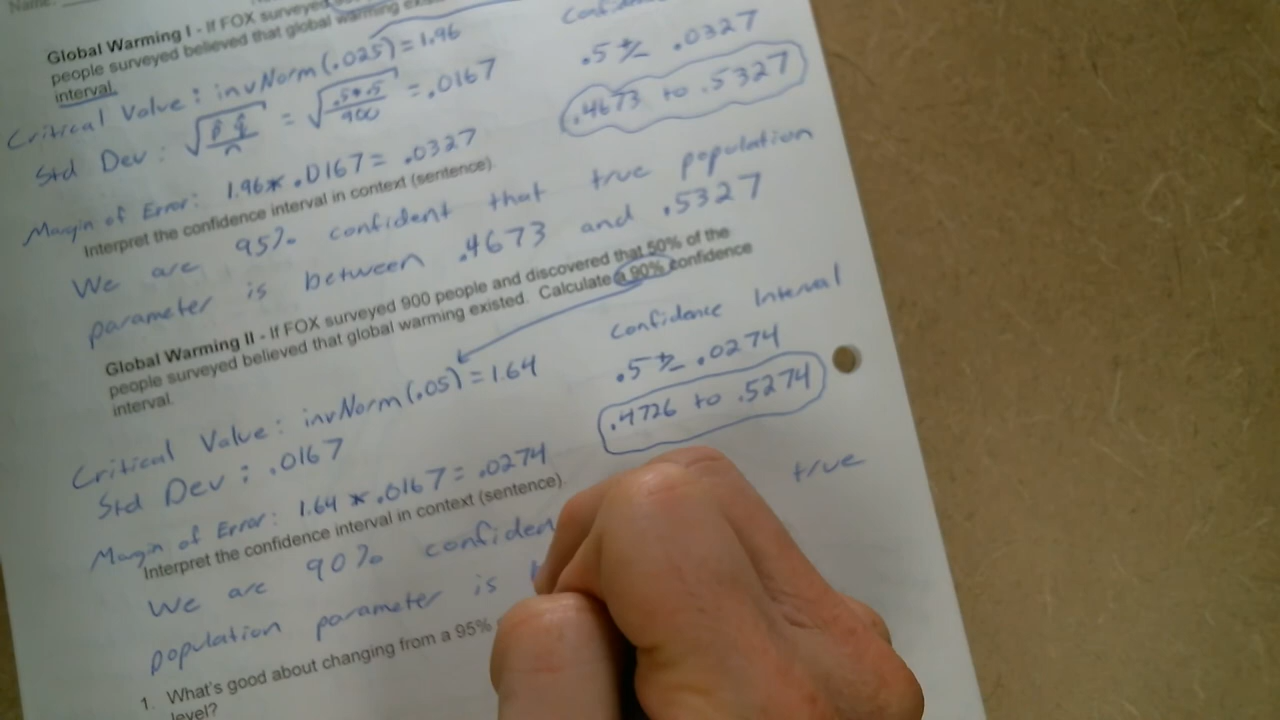 Name:
Global Warming I - If FOX surveyed
people surveyed believed that global warming
interval.
Critical Value: invNorm(.025) = 1.96
Std Dev: √(p̂ q̂ / n) = √(.5*.5 / 900) = .0167
Margin of Error: 1.96 * .0167 = .0327
.5 +/- .0327
.4673 to .5327
Interpret the confidence interval in context (sentence).
We are 95% confident that true population
parameter is between .4673 and .5327
Global Warming II - If FOX surveyed 900 people and discovered that 50% of the
people surveyed believed that global warming existed. Calculate a 90% confidence
interval.
Critical Value: invNorm(.05) = 1.64
Std Dev: .0167
Margin of Error: 1.64 * .0167 = .0274
Confidence Interval
.5 +/- .0274
.4726 to .5274
Interpret the confidence interval in context (sentence).
We are 90% confiden true
population parameter is
1. What's good about changing from a 95%
level?